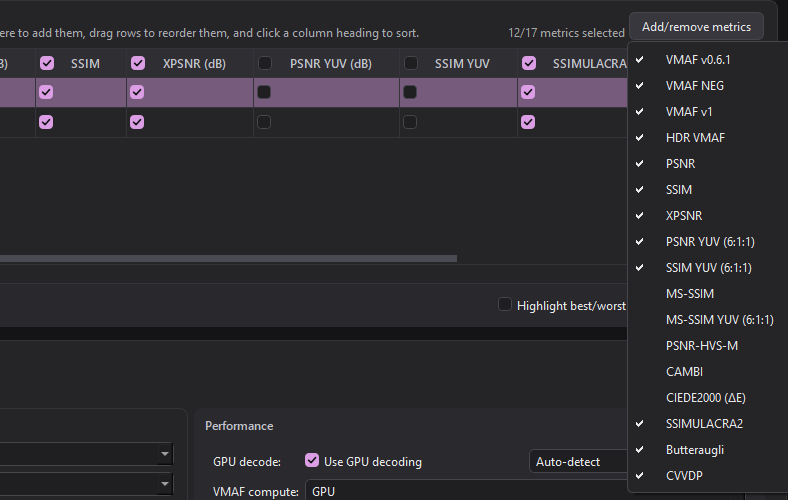 ere to add them, drag rows to reorder them, and click a column heading to sort.
12/17 metrics selected
Add/remove metrics
B)
SSIM
XPSNR (dB)
PSNR YUV (dB)
SSIM YUV
SSIMULACRA
VMAF v0.6.1
VMAF NEG
VMAF v1
HDR VMAF
PSNR
SSIM
XPSNR
PSNR YUV (6:1:1)
SSIM YUV (6:1:1)
MS-SSIM
MS-SSIM YUV (6:1:1)
PSNR-HVS-M
CAMBI
CIEDE2000 (ΔE)
SSIMULACRA2
Butteraugli
CVVDP
Highlight best/worst
Performance
GPU decode:
Use GPU decoding
Auto-detect
VMAF compute:
GPU